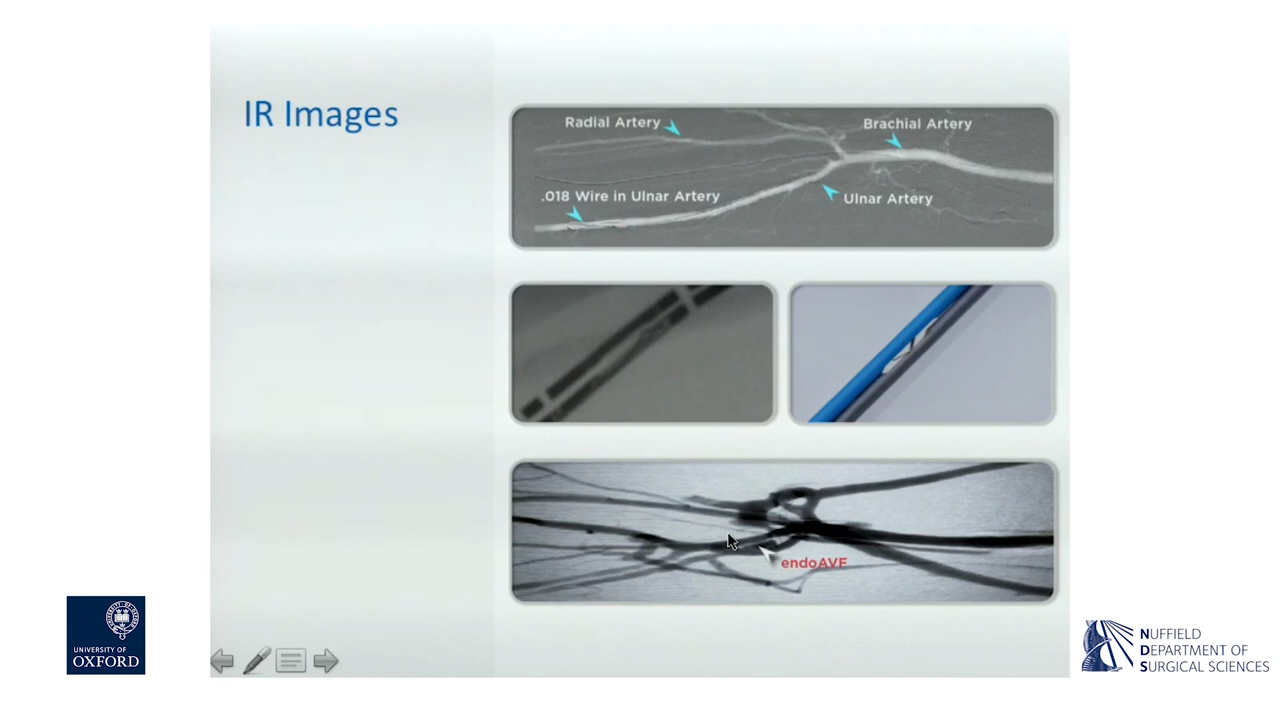 IR Images
Radial Artery
Brachial Artery
.018 Wire in Ulnar Artery
Ulnar Artery
endoAVF
UNIVERSITY OF
OXFORD
NUFFIELD
DEPARTMENT OF
SURGICAL SCIENCES